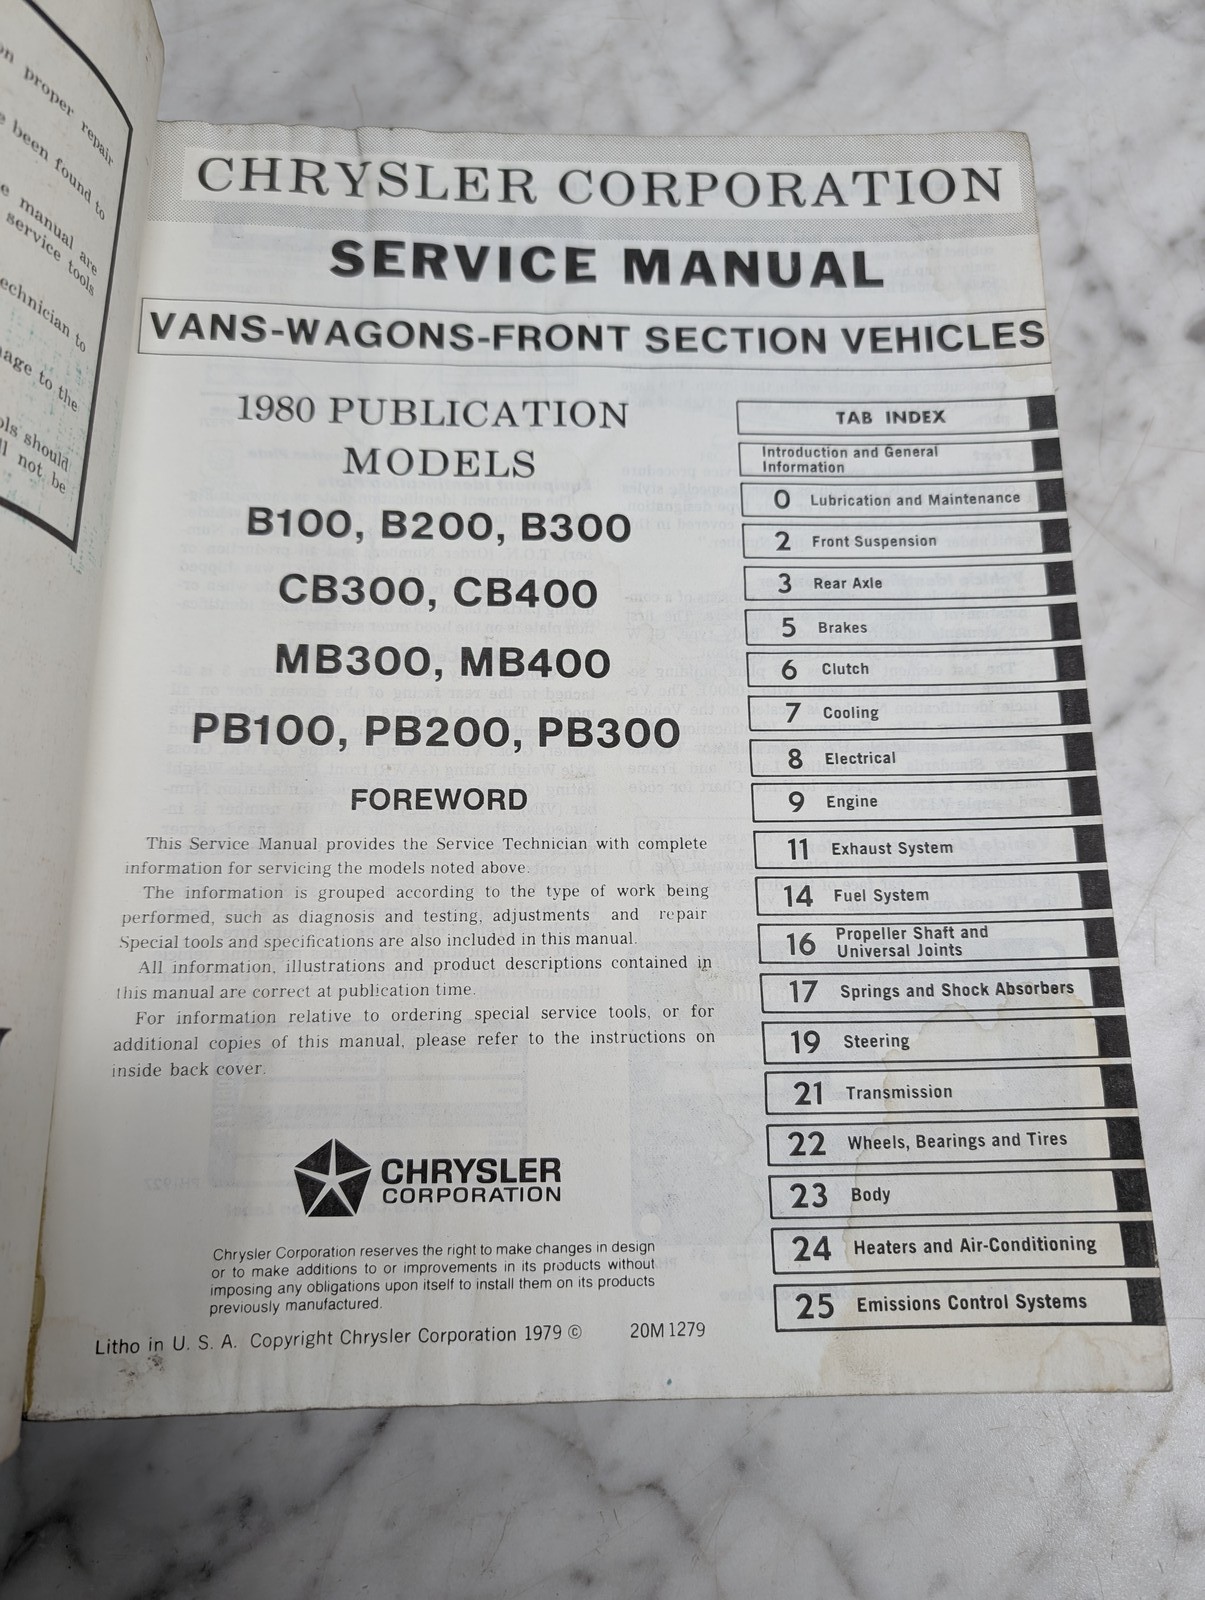 on proper repair
been found to
manual are
service tools
technician to
to the
should
not be
CHRYSLER CORPORATION
SERVICE MANUAL
VANS-WAGONS-FRONT SECTION VEHICLES
1980 PUBLICATION
MODELS
B100, B200, B300
CB300, CB400
MB300, MB400
PB100, PB200, PB300
FOREWORD
This Service Manual provides the Service Technician with complete
information for servicing the models noted above.
The information is grouped according to the type of work being
performed, such as diagnosis and testing, adjustments and repair
Special tools and specifications are also included in this manual.
All information, illustrations and product descriptions contained in
this manual are correct at publication time.
For information relative to ordering special service tools, or for
additional copies of this manual, please refer to the instructions on
inside back cover.
CHRYSLER
CORPORATION
Chrysler Corporation reserves the right to make changes in design
or to make additions to or improvements in its products without
imposing any obligations upon itself to install them on its products
previously manufactured.
Litho in U. S. A. Copyright Chrysler Corporation 1979 © 20M 1279
TAB INDEX
Introduction and General
Information
0 Lubrication and Maintenance
2 Front Suspension
3 Rear Axle
5 Brakes
6 Clutch
7 Cooling
8 Electrical
9 Engine
11 Exhaust System
14 Fuel System
16 Propeller Shaft and
Universal Joints
17 Springs and Shock Absorbers
19 Steering
21 Transmission
22 Wheels, Bearings and Tires
23 Body
24 Heaters and Air-Conditioning
25 Emissions Control Systems